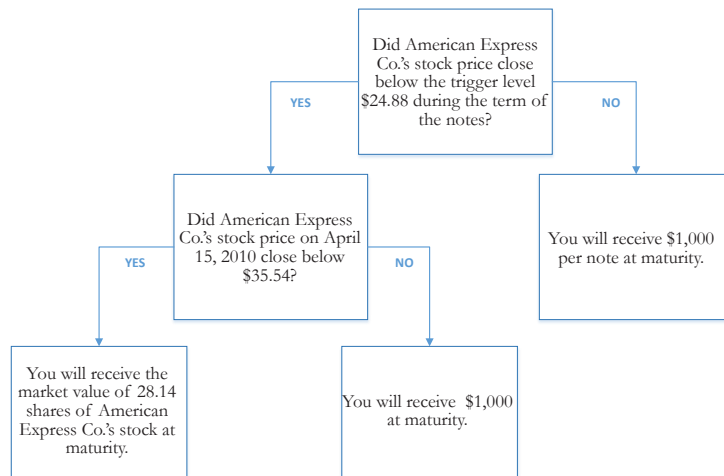 Did American Express
Co.'s stock price close
below the trigger level
$24.88 during the term of
the notes?
YES
NO
Did American Express
Co.'s stock price on April
15, 2010 close below
$35.54?
You will receive $1,000
per note at maturity.
YES
NO
You will receive the
market value of 28.14
shares of American
Express Co.'s stock at
maturity.
You will receive $1,000
at maturity.